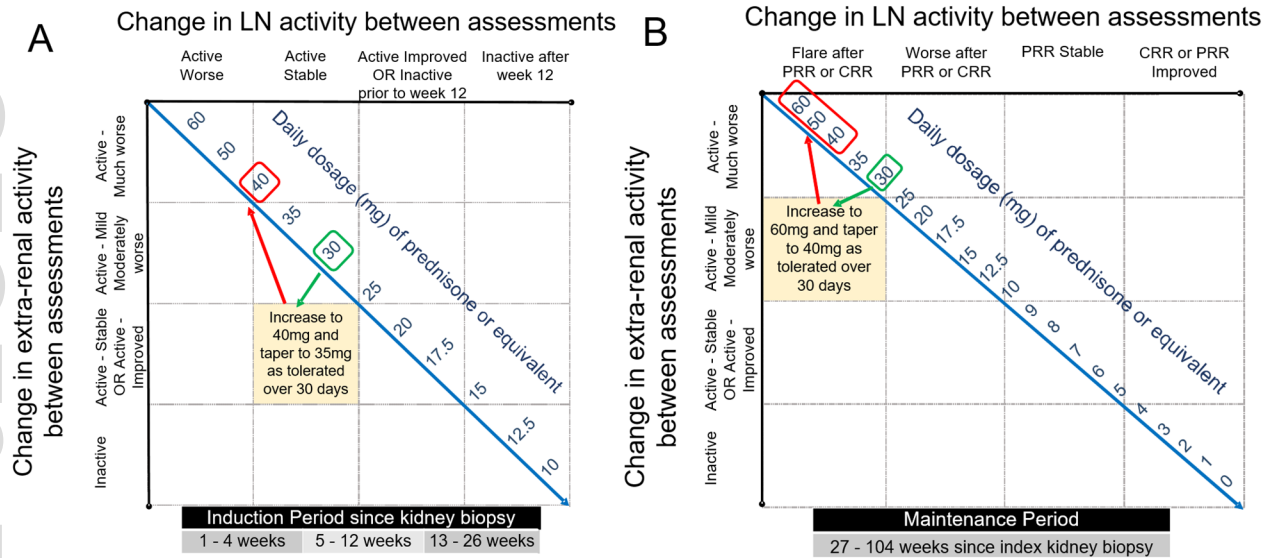 A
Change in LN activity between assessments
Active
Worse
Active
Stable
Active Improved
OR Inactive
prior to week 12
Inactive after
week 12
Change in extra-renal activity
between assessments
Active -
Much worse
Active - Mild
Moderately
worse
Active - Stable
OR Active -
Improved
Inactive
Daily dosage (mg) of prednisone or equivalent
60
50
40
35
30
25
20
17.5
15
12.5
10
Increase to
40mg and
taper to 35mg
as tolerated
over 30 days
Induction Period since kidney biopsy
1 - 4 weeks
5 - 12 weeks
13 - 26 weeks
B
Change in LN activity between assessments
Flare after
PRR or CRR
Worse after
PRR or CRR
PRR Stable
CRR or PRR
Improved
Change in extra-renal activity
between assessments
Active -
Much worse
Active - Mild
Moderately
worse
Active - Stable
OR Active -
Improved
Inactive
Daily dosage (mg) of prednisone or equivalent
60
50
40
35
30
25
20
17.5
15
12.5
10
9
8
7
6
5
4
3
2
1
0
Increase to
60mg and taper
to 40mg as
tolerated over
30 days
Maintenance Period
27 - 104 weeks since index kidney biopsy